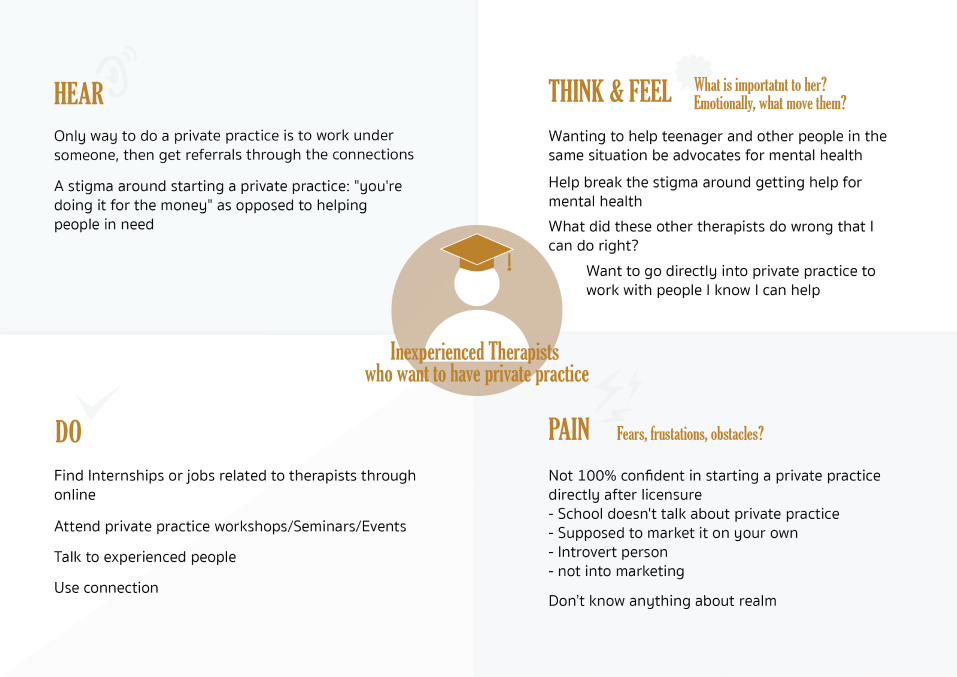 HEAR
Only way to do a private practice is to work under
someone, then get referrals through the connections
A stigma around starting a private practice: "you're
doing it for the money" as opposed to helping
people in need
THINK & FEEL
What is importatnt to her?
Emotionally, what move them?
Wanting to help teenager and other people in the
same situation be advocates for mental health
Help break the stigma around getting help for
mental health
What did these other therapists do wrong that I
can do right?
Want to go directly into private practice to
work with people I know I can help
Inexperienced Therapists
who want to have private practice
DO
Find Internships or jobs related to therapists through
online
Attend private practice workshops/Seminars/Events
Talk to experienced people
Use connection
PAIN
Fears, frustations, obstacles?
Not 100% confident in starting a private practice
directly after licensure
- School doesn't talk about private practice
- Supposed to market it on your own
- Introvert person
- not into marketing
Don't know anything about realm